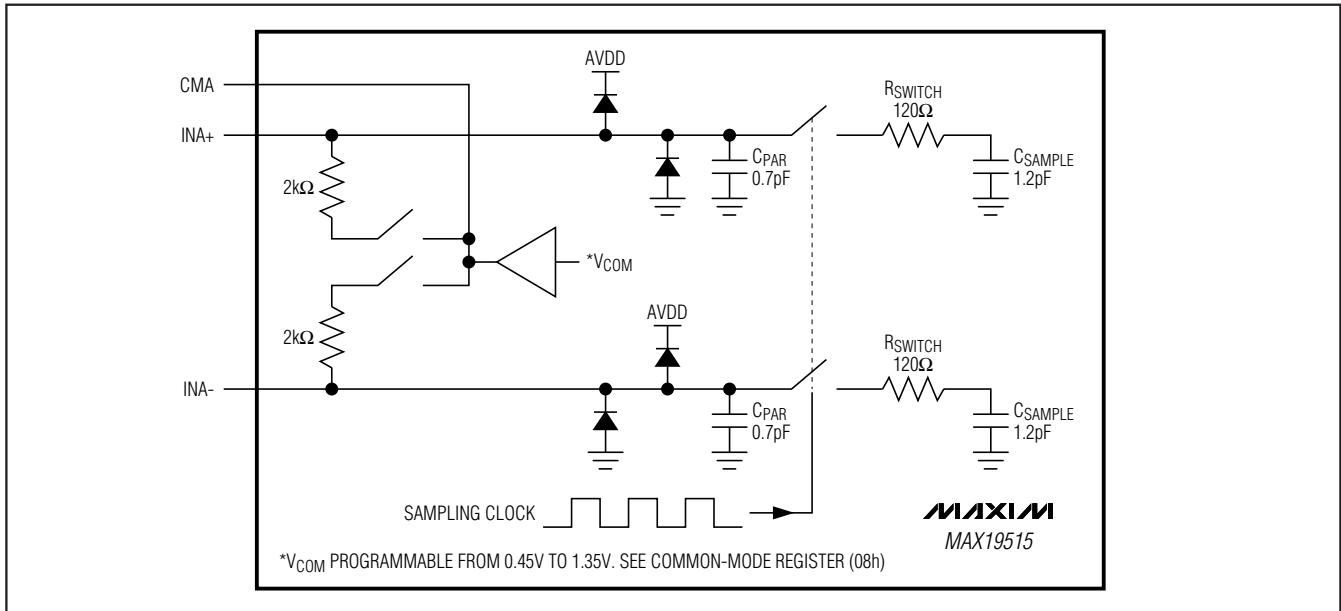 AVDD
CMA
RSWITCH
120Ω
INA+
CPAR
0.7pF
CSAMPLE
1.2pF
2kΩ
*VCOM
AVDD
2kΩ
RSWITCH
120Ω
INA-
CPAR
0.7pF
CSAMPLE
1.2pF
SAMPLING CLOCK
MAXIM
MAX19515
*VCOM PROGRAMMABLE FROM 0.45V TO 1.35V. SEE COMMON-MODE REGISTER (08h)